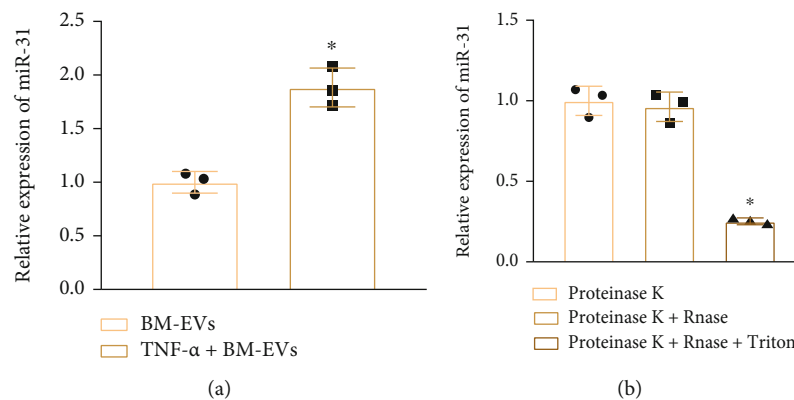 Relative expression of miR-31
2.5
2.0
1.5
1.0
0.5
0.0
*
BM-EVs
TNF-α + BM-EVs
(a)
Relative expression of miR-31
1.5
1.0
0.5
0.0
*
Proteinase K
Proteinase K + Rnase
Proteinase K + Rnase + Triton
(b)